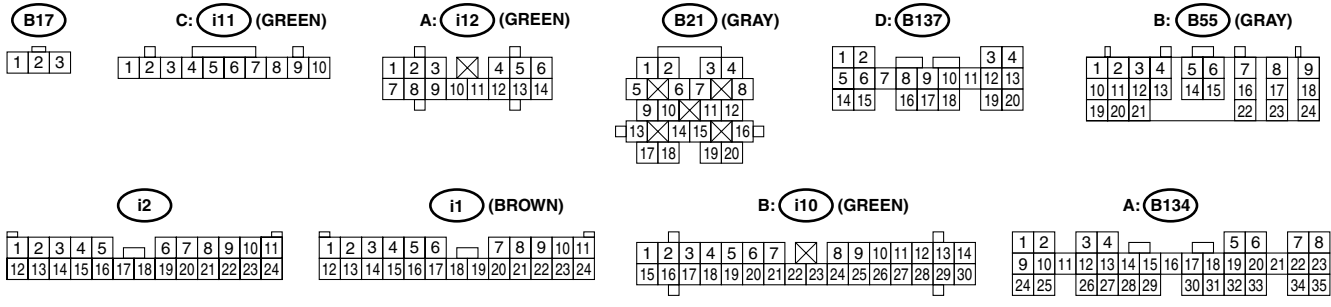 B17 C: i11 (GREEN) A: i12 (GREEN) B21 (GRAY) D: B137 B: B55 (GRAY)
1 2 3
1 2 3 4 5 6 7 8 9 10
1 2 3 4 5 6
7 8 9 10 11 12 13 14
1 2 3 4
5 6 7 8
9 10 11 12
13 14 15 16
17 18 19 20
1 2 3 4
5 6 7 8 9 10 11 12 13
14 15 16 17 18 19 20
1 2 3 4 5 6 7 8 9
10 11 12 13 14 15 16 17 18
19 20 21 22 23 24
i2 i1 (BROWN) B: i10 (GREEN) A: B134
1 2 3 4 5 6 7 8 9 10 11
12 13 14 15 16 17 18 19 20 21 22 23 24
1 2 3 4 5 6 7 8 9 10 11
12 13 14 15 16 17 18 19 20 21 22 23 24
1 2 3 4 5 6 7 8 9 10 11 12 13 14
15 16 17 18 19 20 21 22 23 24 25 26 27 28 29 30
1 2 3 4 5 6 7 8
9 10 11 12 13 14 15 16 17 18 19 20 21 22 23
24 25 26 27 28 29 30 31 32 33 34 35